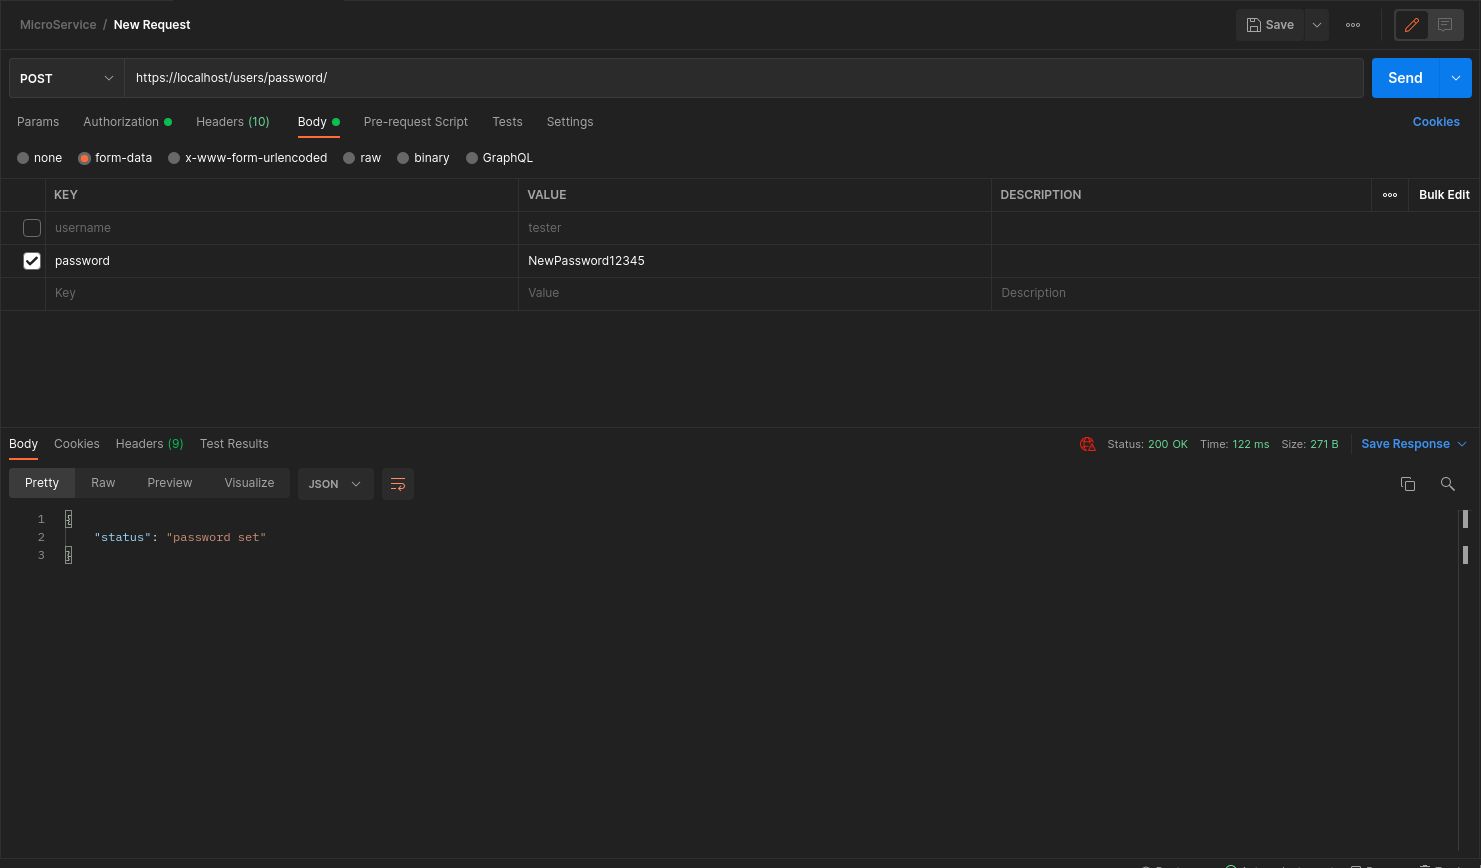 MicroService / New Request
Save
POST
https://localhost/users/password/
Send
Params Authorization Headers (10) Body Pre-request Script Tests Settings Cookies
none form-data x-www-form-urlencoded raw binary GraphQL
KEY VALUE DESCRIPTION Bulk Edit
username tester
password NewPassword12345
Key Value Description
Body Cookies Headers (9) Test Results Status: 200 OK Time: 122 ms Size: 271 B Save Response
Pretty Raw Preview Visualize JSON
1 {
2 "status": "password set"
3 }